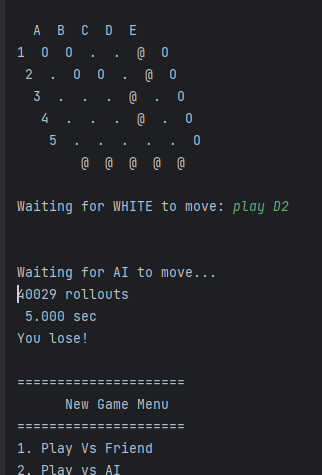 A B C D E
1 O O . . @ O
2 . O O . @ O
3 . . . @ . O
4 . . . @ . O
5 . . . . . O
@ @ @ @ @
Waiting for WHITE to move: play D2
Waiting for AI to move...
40029 rollouts
5.000 sec
You lose!
=====================
New Game Menu
=====================
1. Play Vs Friend
2. Play vs AI